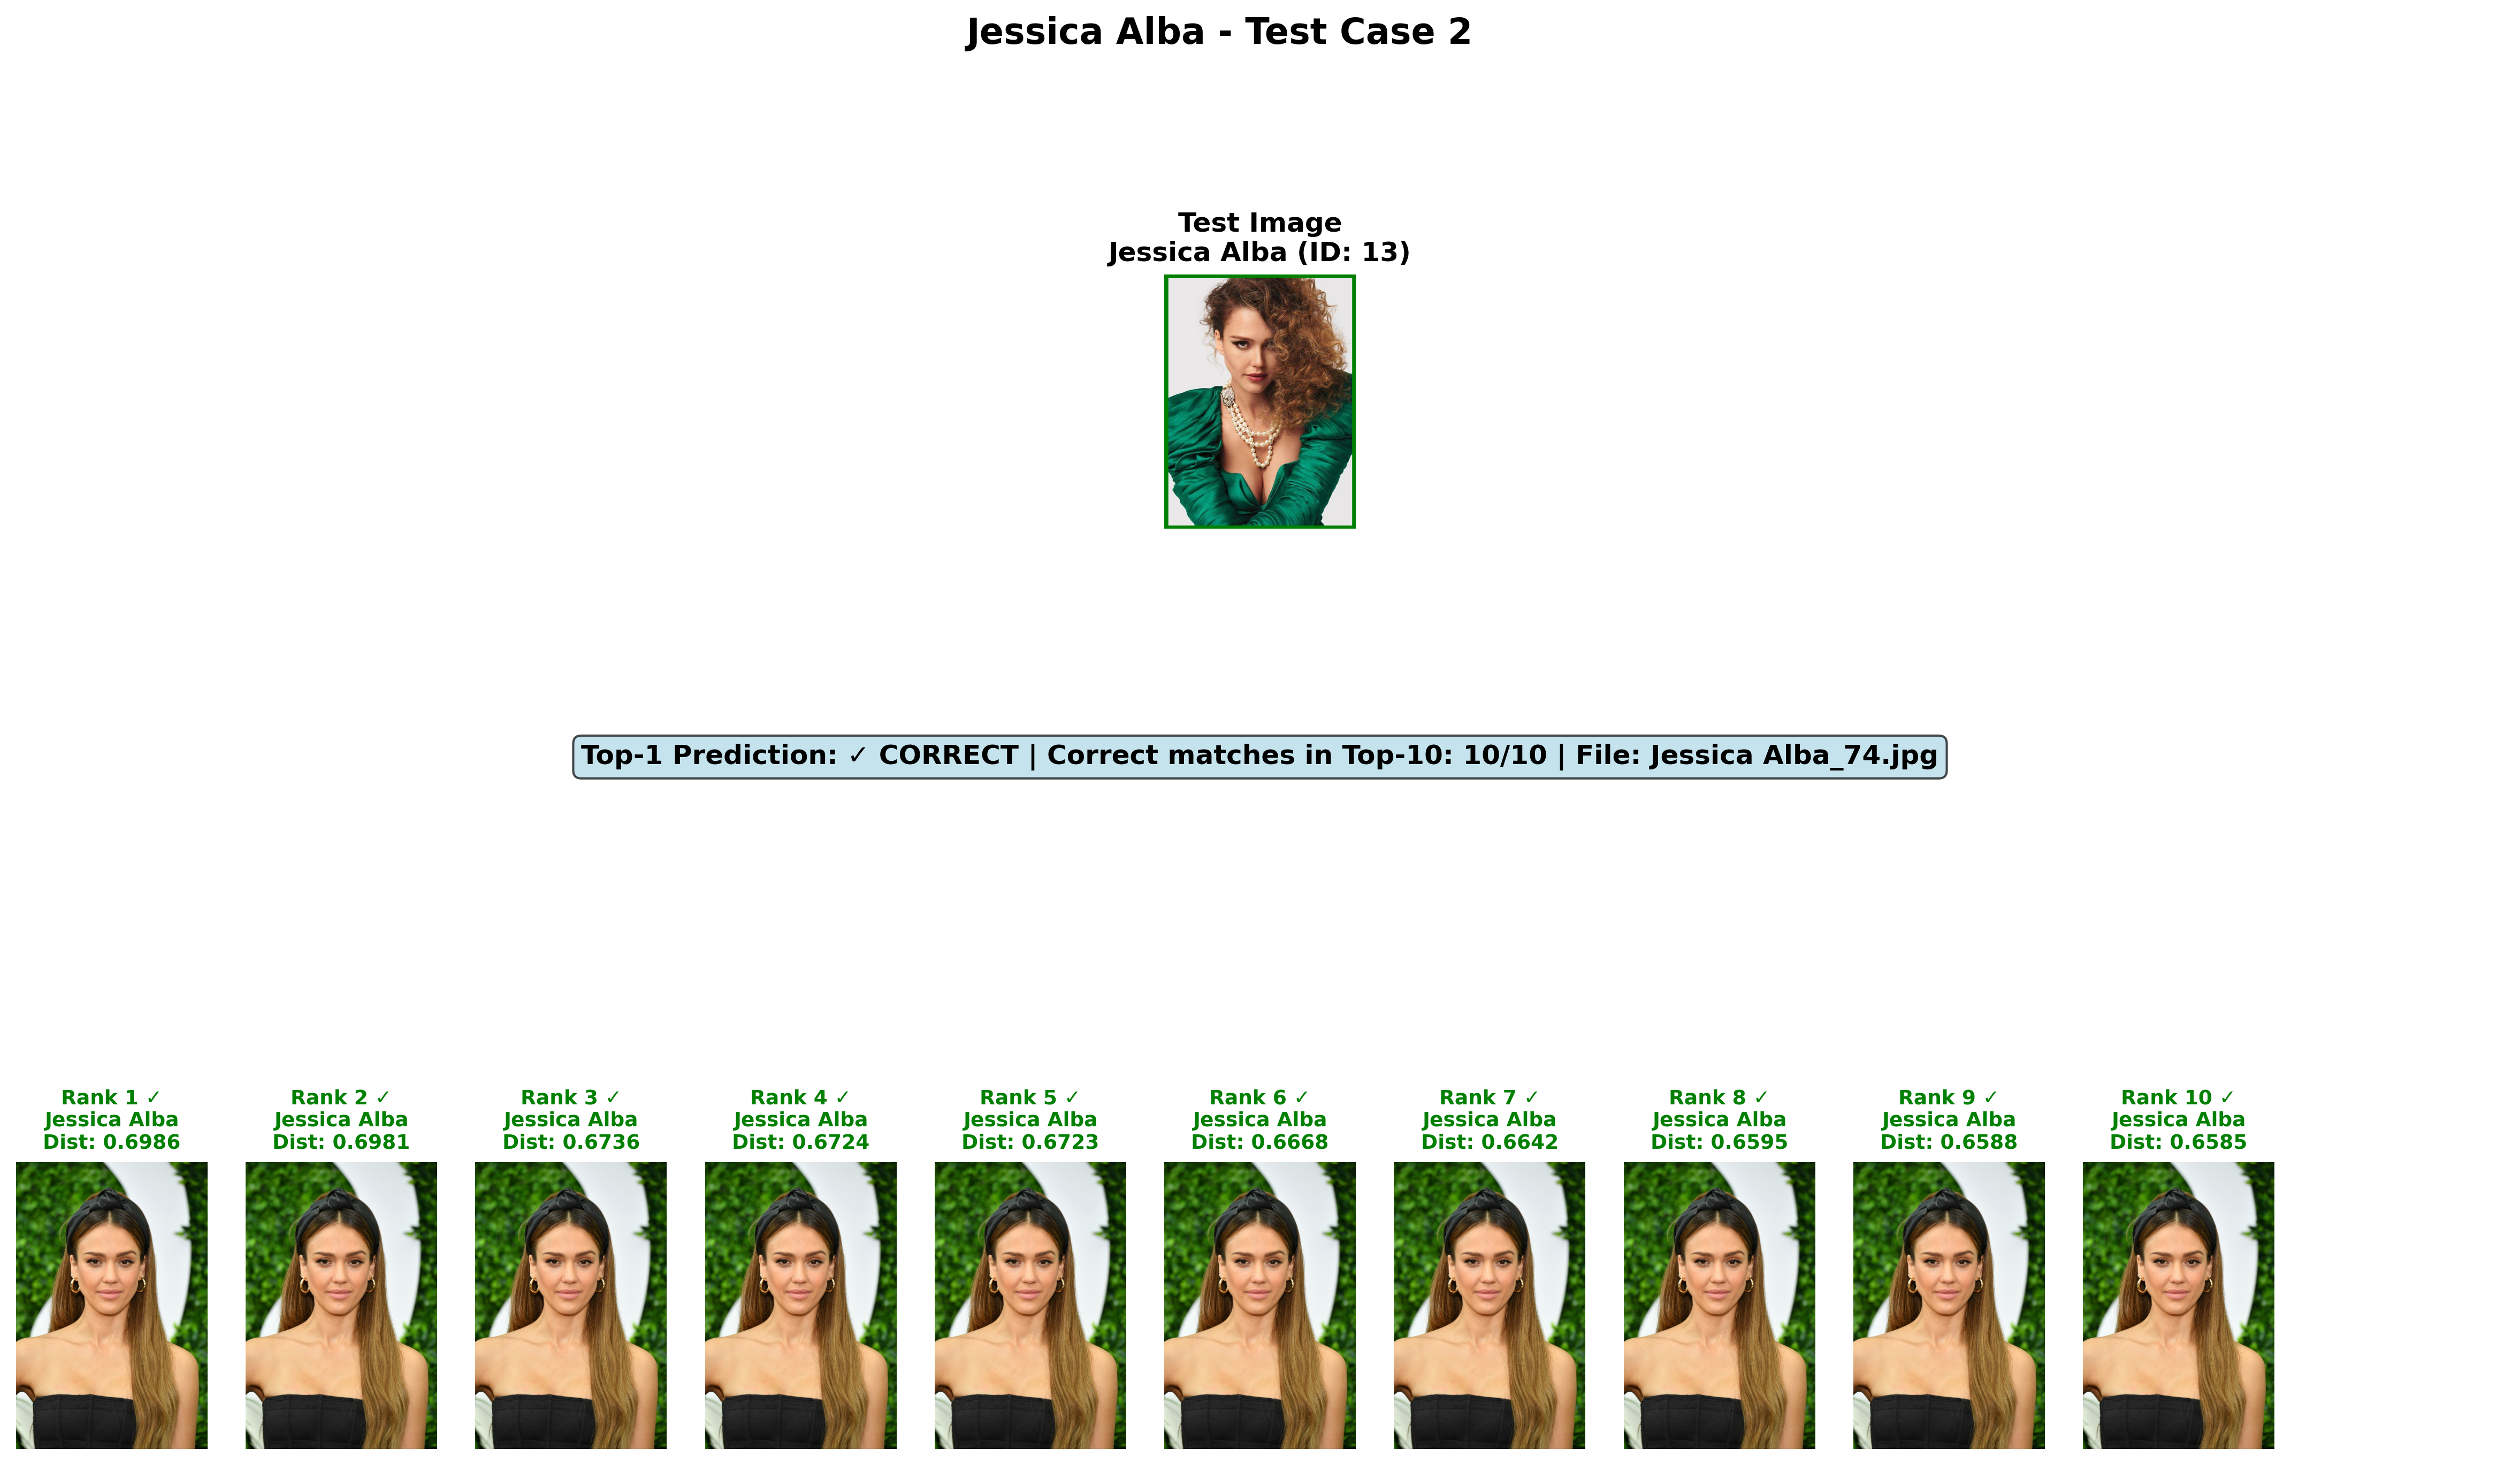 Jessica Alba - Test Case 2
Test Image
Jessica Alba (ID: 13)
Top-1 Prediction: ✓ CORRECT | Correct matches in Top-10: 10/10 | File: Jessica Alba_74.jpg
Rank 1 ✓
Jessica Alba
Dist: 0.6986
Rank 2 ✓
Jessica Alba
Dist: 0.6981
Rank 3 ✓
Jessica Alba
Dist: 0.6736
Rank 4 ✓
Jessica Alba
Dist: 0.6724
Rank 5 ✓
Jessica Alba
Dist: 0.6723
Rank 6 ✓
Jessica Alba
Dist: 0.6668
Rank 7 ✓
Jessica Alba
Dist: 0.6642
Rank 8 ✓
Jessica Alba
Dist: 0.6595
Rank 9 ✓
Jessica Alba
Dist: 0.6588
Rank 10 ✓
Jessica Alba
Dist: 0.6585